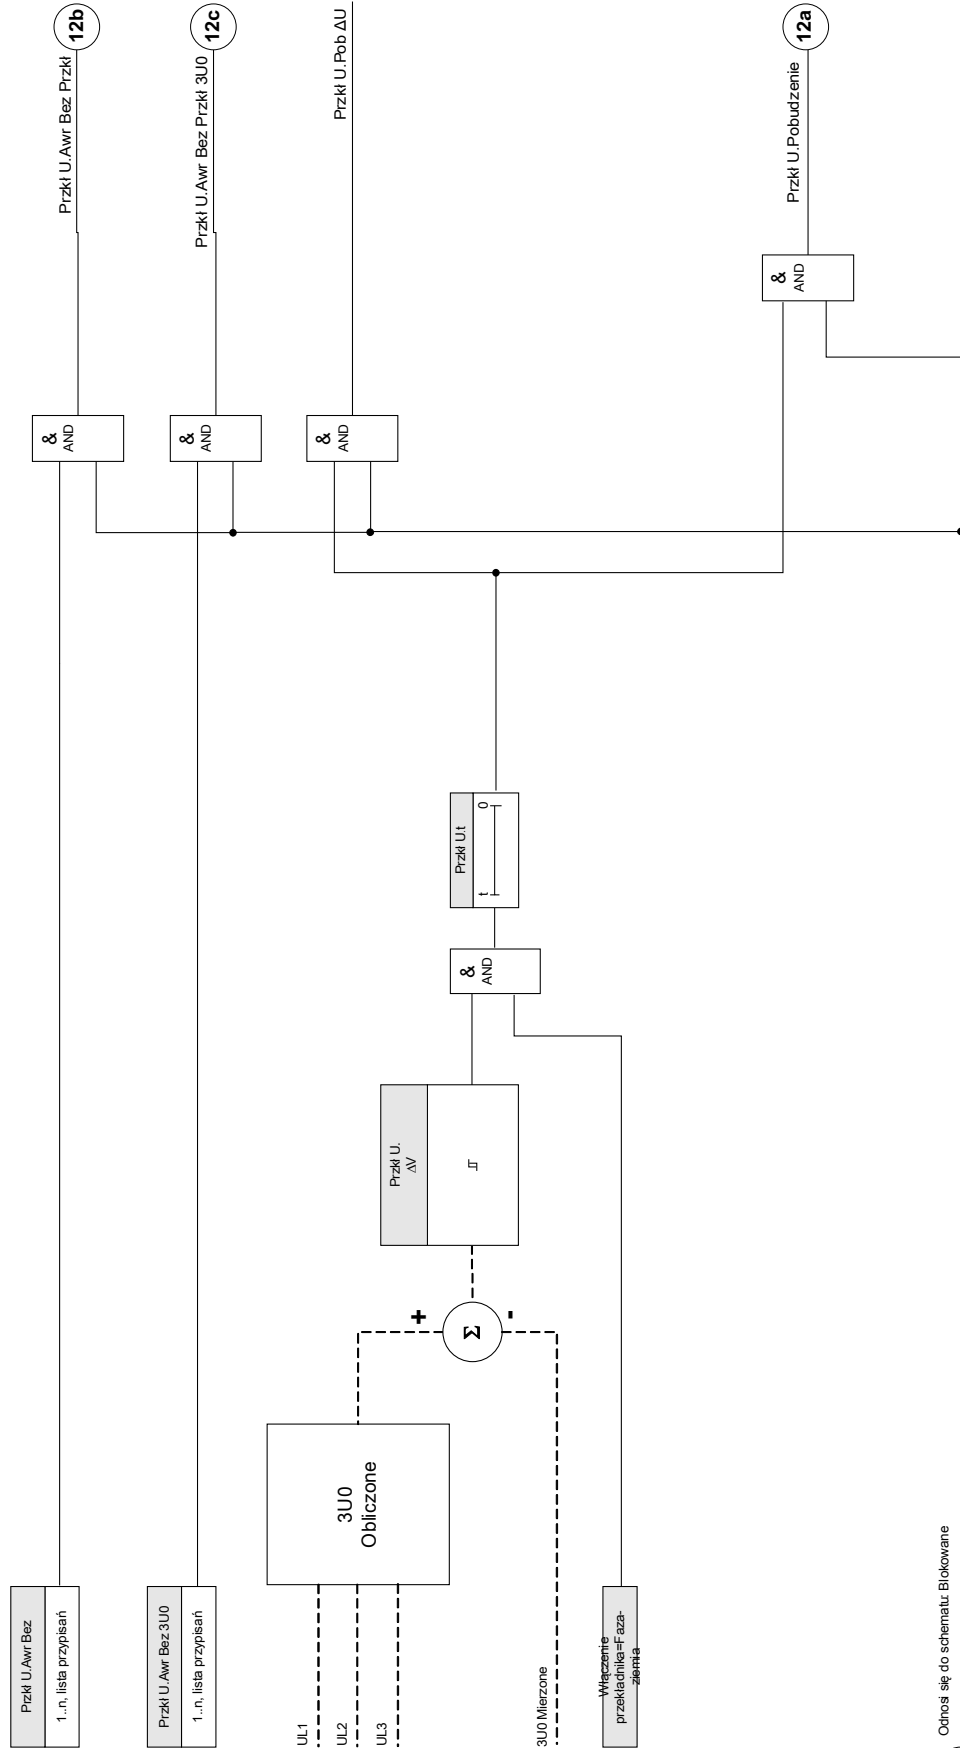 Przkł U.Awr Bez
1..n, lista przypisań
&
AND
Przkł U.Awr Bez Przkł
12b
Przkł U.Awr Bez 3U0
1..n, lista przypisań
&
AND
Przkł U.Awr Bez Przkł 3U0
12c
UL1
UL2
UL3
3U0
Obliczone
+
Σ
-
Przkł U.
ΔV
&
AND
Przkł U.t
t
0
&
AND
Przkł U.Pob ΔU
3U0 Mierzone
Włączenie
przekładnika=Faza-
ziemia
&
AND
Przkł U.Pobudzenie
12a
Odnosi się do schematu: Blokowane